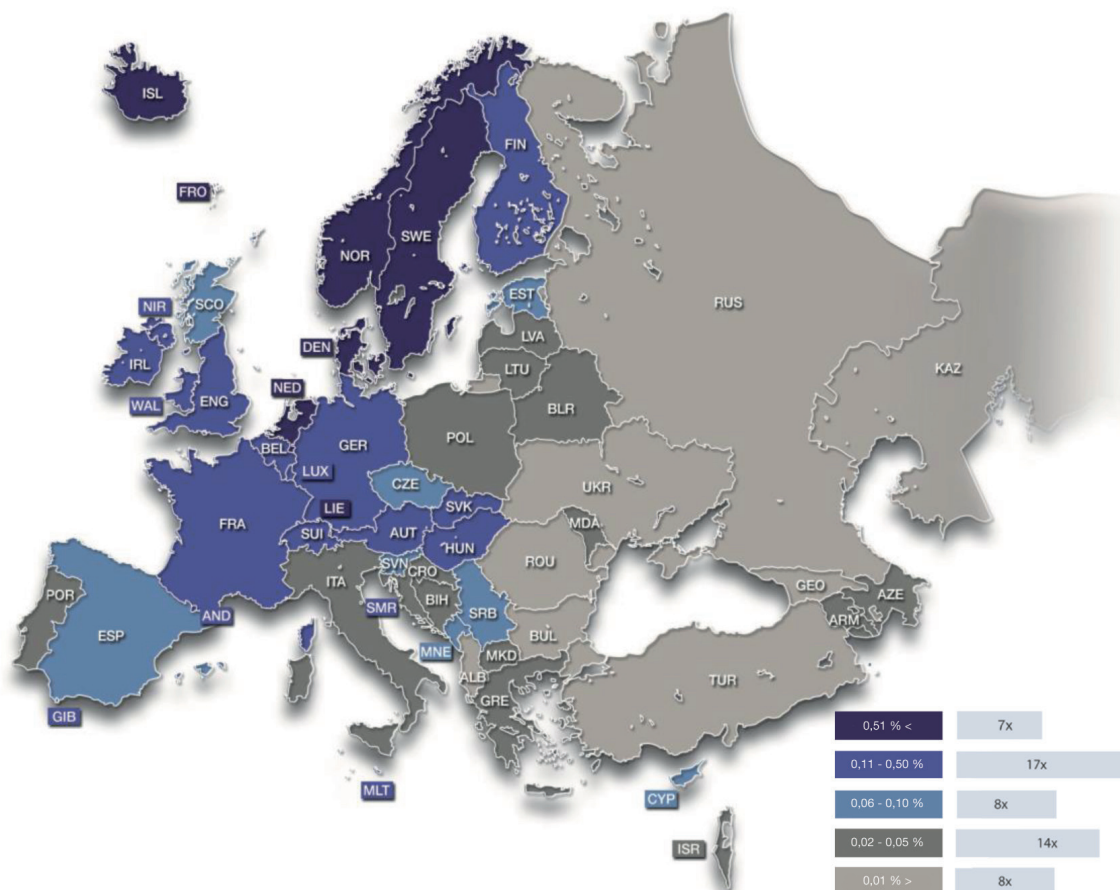 ISL
FIN
FRO
SWE
NOR
RUS
SCO
EST
NIR
LVA
DEN
IRL
LTU
KAZ
NED
WAL
ENG
BLR
POL
GER
BEL
LUX
CZE
UKR
LIE
SVK
FRA
MDA
SUI
AUT
HUN
SVN
ROU
CRO
ITA
GEO
POR
BIH
AZE
SMR
AND
SRB
ARM
ESP
BUL
MNE
MKD
ALB
TUR
GRE
GIB
0,51 % < 7x
0,11 - 0,50 % 17x
MLT
CYP
0,06 - 0,10 % 8x
0,02 - 0,05 % 14x
ISR
0,01 % > 8x